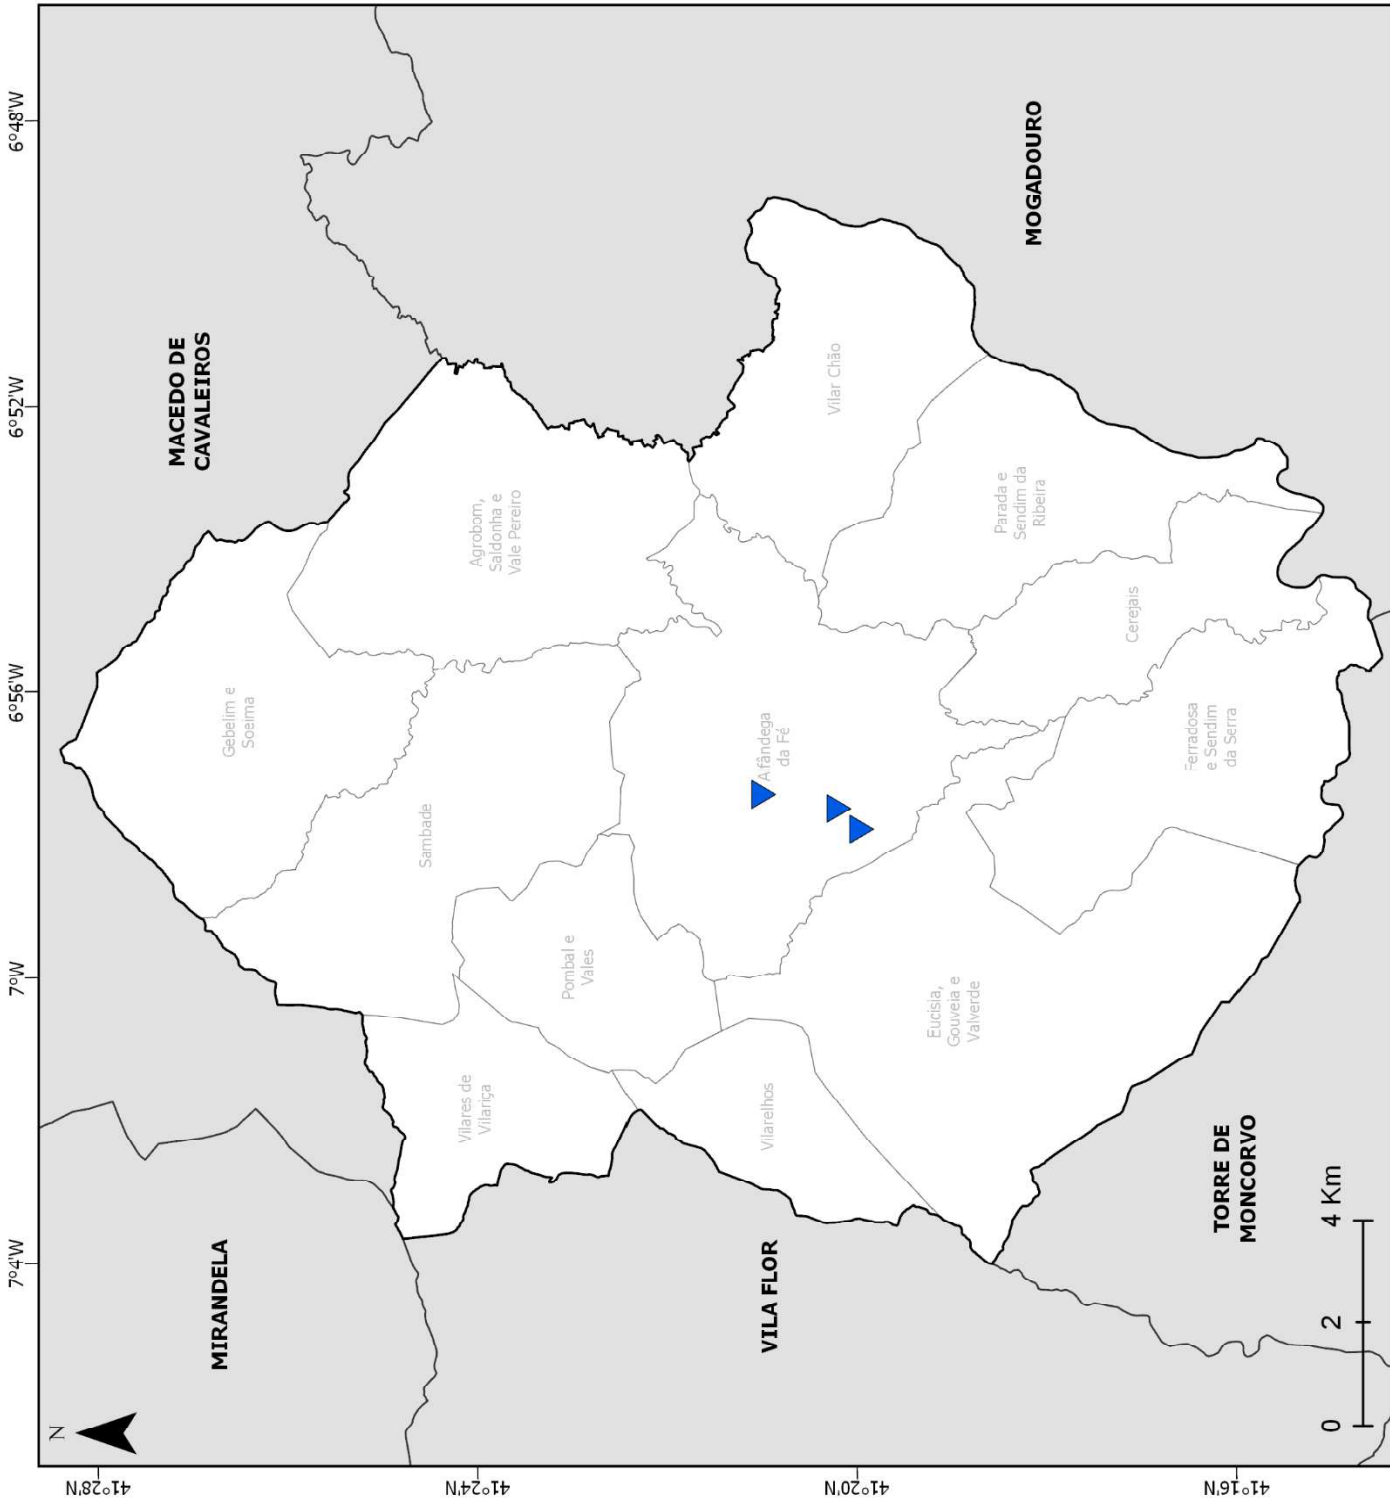 7°4'W
7°W
6°56'W
6°52'W
6°48'W
N
41°28'N
41°24'N
41°20'N
41°16'N
MIRANDELA
MACEDO DE
CAVALEIROS
Gebelim e
Soeima
Sambade
Vilares de
Vilariça
Agrobom,
Saldonha e
Vale Pereiro
Pombal e
Vales
VILA FLOR
Vilarelhos
Alfândega
da Fé
Vilar Chão
Eucisia,
Gouveia e
Valverde
Parada e
Sendim da
Ribeira
MOGADOURO
Cerejais
Ferradosa
e Sendim
da Serra
TORRE DE
MONCORVO
0
2
4 Km